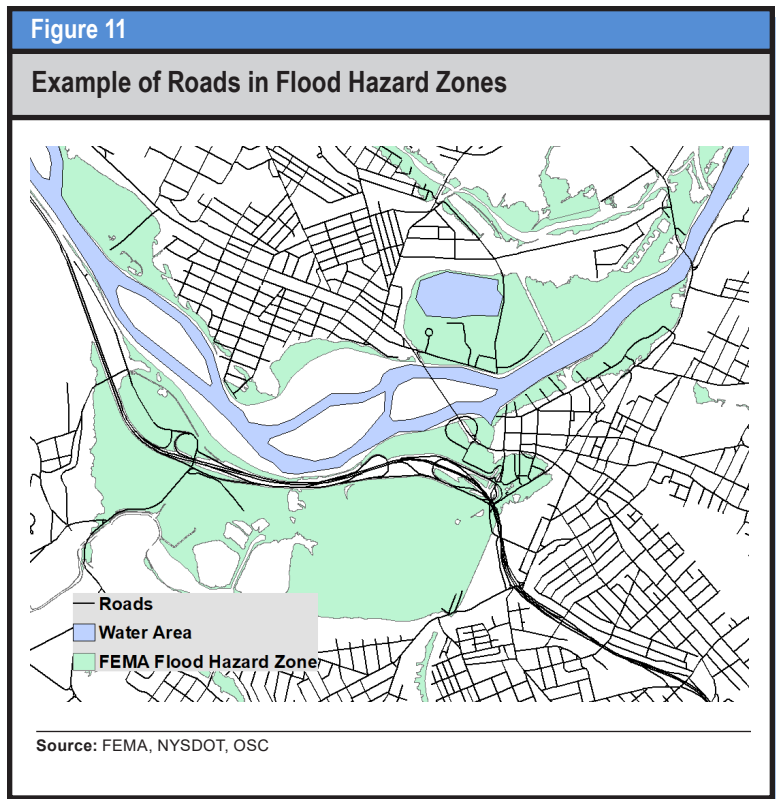 Figure 11
Example of Roads in Flood Hazard Zones
Roads
Water Area
FEMA Flood Hazard Zone
Source: FEMA, NYSDOT, OSC